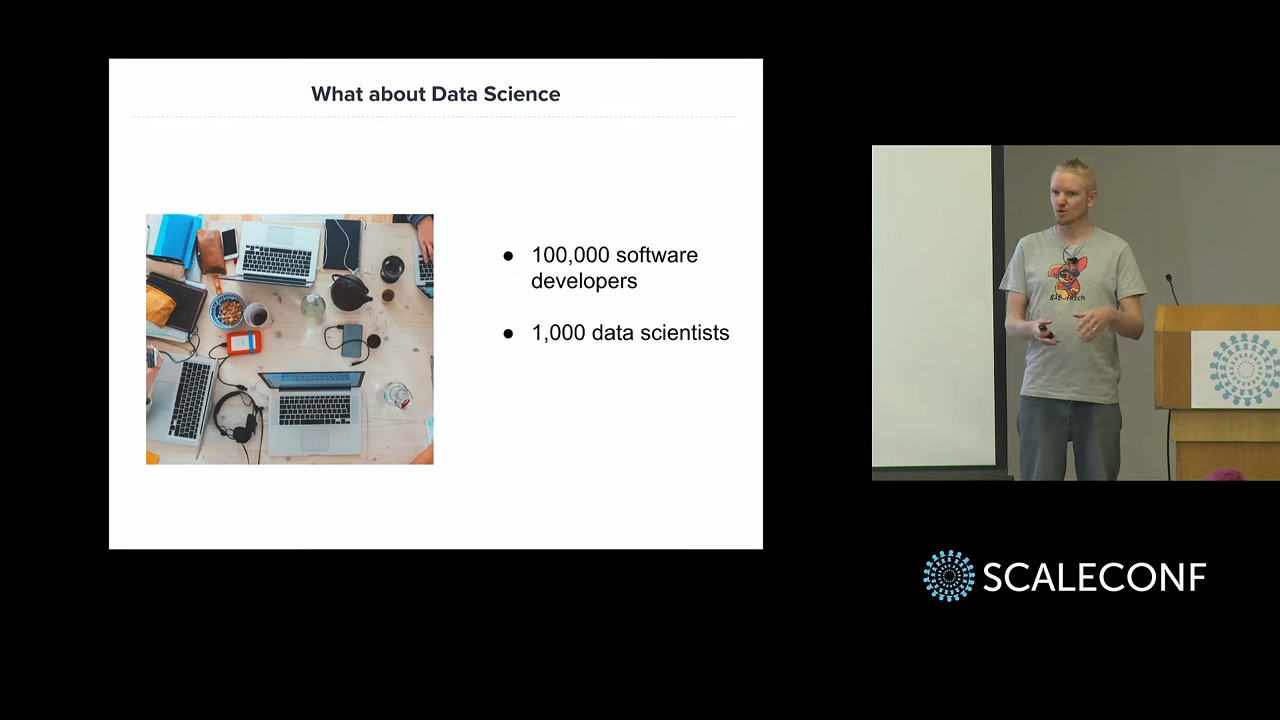 What about Data Science
● 100,000 software
developers
● 1,000 data scientists
SCALECONF